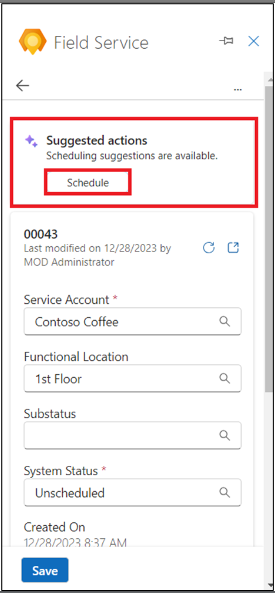 Field Service
...
Suggested actions
Scheduling suggestions are available.
Schedule
00043
Last modified on 12/28/2023 by
MOD Administrator
Service Account *
Contoso Coffee
Functional Location
1st Floor
Substatus
System Status *
Unscheduled
Created On
12/28/2023 8:37 AM
Save